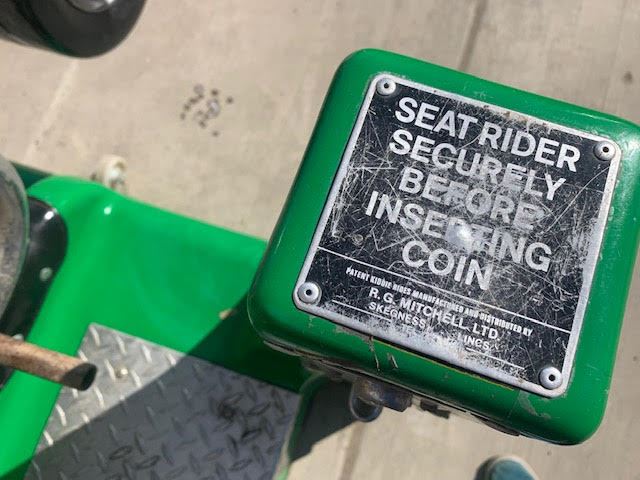 SEAT RIDER
SECURELY
BEFORE
INSERTING
COIN
PATENT KIDDIE RIDES MANUFACTURED AND DISTRIBUTED BY
R. G. MITCHELL LTD.
SKEGNESS